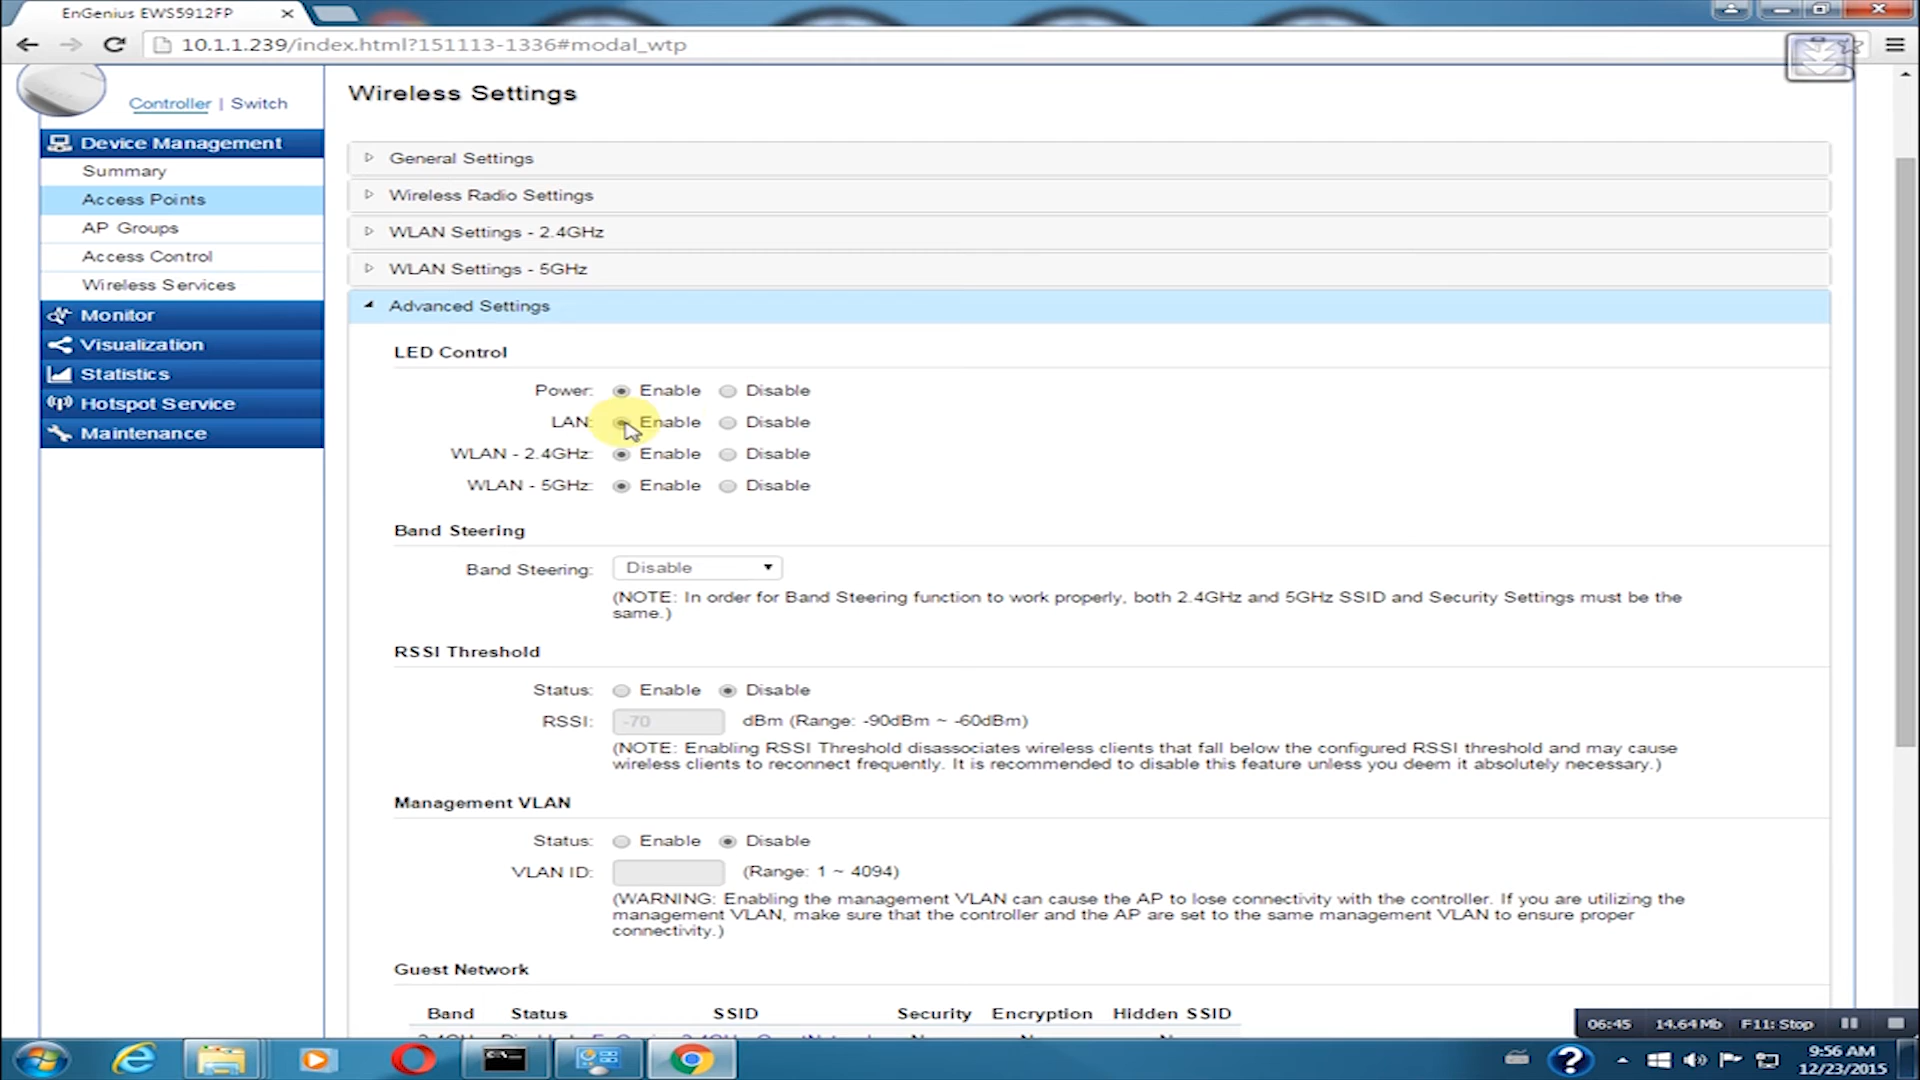 EnGenius EWS5912FP
10.1.1.239/index.html?151113-1336#modal_wtp
Controller | Switch
Device Management
Summary
Access Points
AP Groups
Access Control
Wireless Services
Monitor
Visualization
Statistics
Hotspot Service
Maintenance
Wireless Settings
General Settings
Wireless Radio Settings
WLAN Settings - 2.4GHz
WLAN Settings - 5GHz
Advanced Settings
LED Control
Power: Enable Disable
LAN: Enable Disable
WLAN - 2.4GHz: Enable Disable
WLAN - 5GHz: Enable Disable
Band Steering
Band Steering: Disable
(NOTE: In order for Band Steering function to work properly, both 2.4GHz and 5GHz SSID and Security Settings must be the
same.)
RSSI Threshold
Status: Enable Disable
RSSI: -70 dBm (Range: -90dBm ~ -60dBm)
(NOTE: Enabling RSSI Threshold disassociates wireless clients that fall below the configured RSSI threshold and may cause
wireless clients to reconnect frequently. It is recommended to disable this feature unless you deem it absolutely necessary.)
Management VLAN
Status: Enable Disable
VLAN ID: (Range: 1 ~ 4094)
(WARNING: Enabling the management VLAN can cause the AP to lose connectivity with the controller. If you are utilizing the
management VLAN, make sure that the controller and the AP are set to the same management VLAN to ensure proper
connectivity.)
Guest Network
Band Status SSID Security Encryption Hidden SSID
06:45 14.64Mb F11: Stop
9:56 AM
12/23/2015